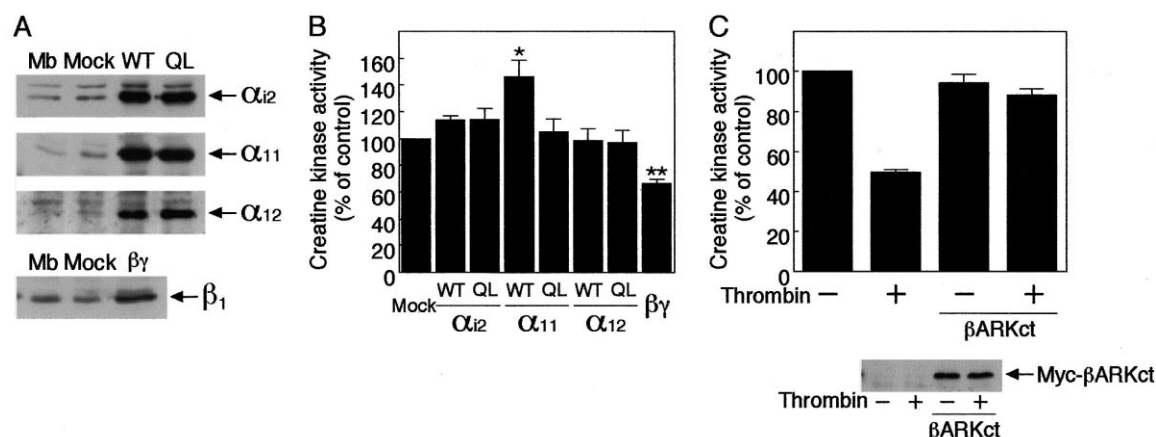 A
Mb Mock WT QL
αi2
α11
α12
Mb Mock βγ
β1
B
Creatine kinase activity
(% of control)
160
140
120
100
80
60
40
20
0
*
**
Mock WT QL WT QL WT QL βγ
αi2 α11 α12
C
Creatine kinase activity
(% of control)
100
80
60
40
20
0
Thrombin − + − +
βARKct
Myc-βARKct
Thrombin − + − +
βARKct